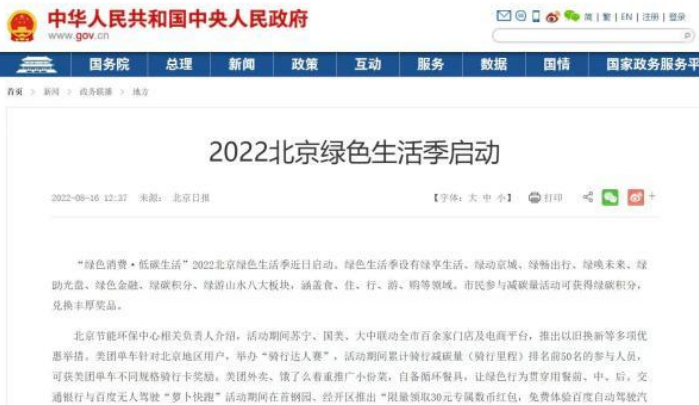 中华人民共和国中央人民政府
www.gov.cn
简 | 繁 | EN | 注册 | 登录
国务院 总理 新闻 政策 互动 服务 数据 国情 国家政务服务平
首页 > 新闻 > 政务联播 > 地方
2022北京绿色生活季启动
2022-08-16 12:37 来源： 北京日报 【字体：大 中 小】 打印
“绿色消费·低碳生活”2022北京绿色生活季近日启动。绿色生活季设有绿享生活、绿动京城、绿畅出行、绿唤未来、绿
助光盘、绿色金融、绿碳积分、绿游山水八大板块，涵盖食、住、行、游、购等领域。市民参与减碳量活动可获得绿碳积分，
兑换丰厚奖品。
北京节能环保中心相关负责人介绍，活动期间苏宁、国美、大中联动全市百余家门店及电商平台，推出以旧换新等多项优
惠举措。美团单车针对北京地区用户，举办“骑行达人赛”，活动期间累计骑行减碳量（骑行里程）排名前50名的参与人员，
可获美团单车不同规格骑行卡奖励。美团外卖、饿了么着重推广小份菜，自备循环餐具，让绿色行为贯穿用餐前、中、后。交
通银行与百度无人驾驶“萝卜快跑”活动期间在首钢园、经开区推出“限量领取30元专属数币红包，免费体验百度自动驾驶汽